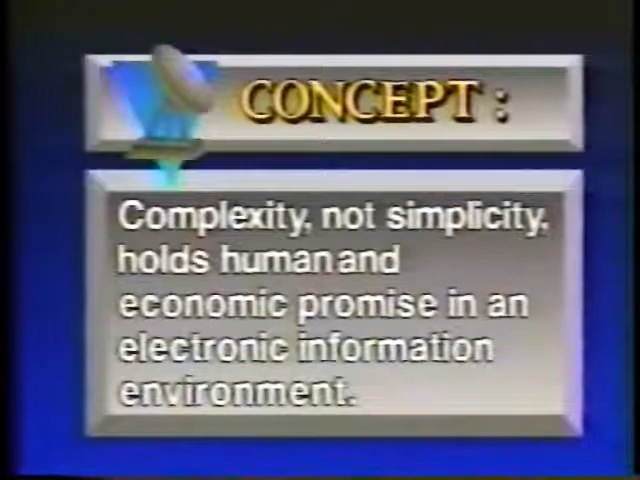 CONCEPT :
Complexity, not simplicity,
holds human and
economic promise in an
electronic information
environment.